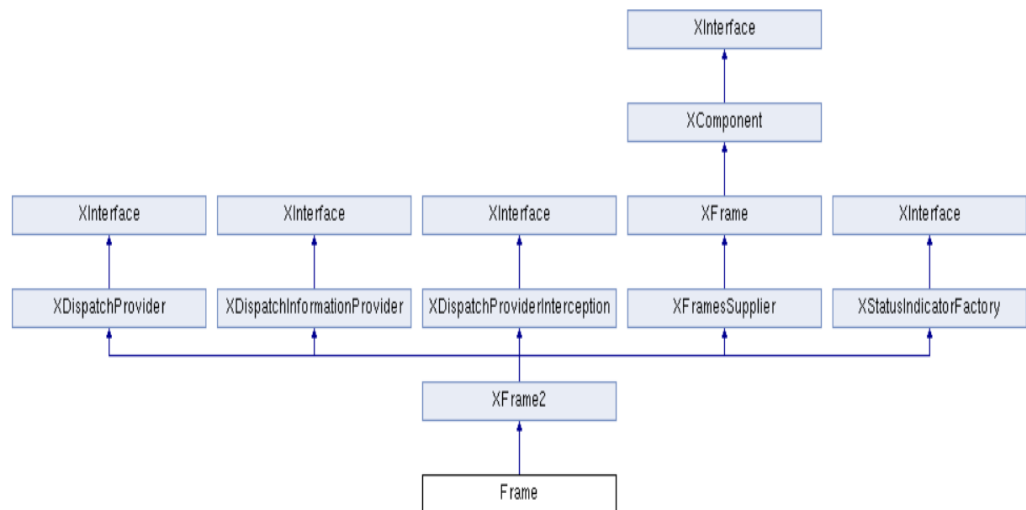 XInterface
XComponent
XInterface XInterface XInterface XFrame XInterface
XDispatchProvider XDispatchInformationProvider XDispatchProviderInterception XFramesSupplier XStatusIndicatorFactory
XFrame2
Frame